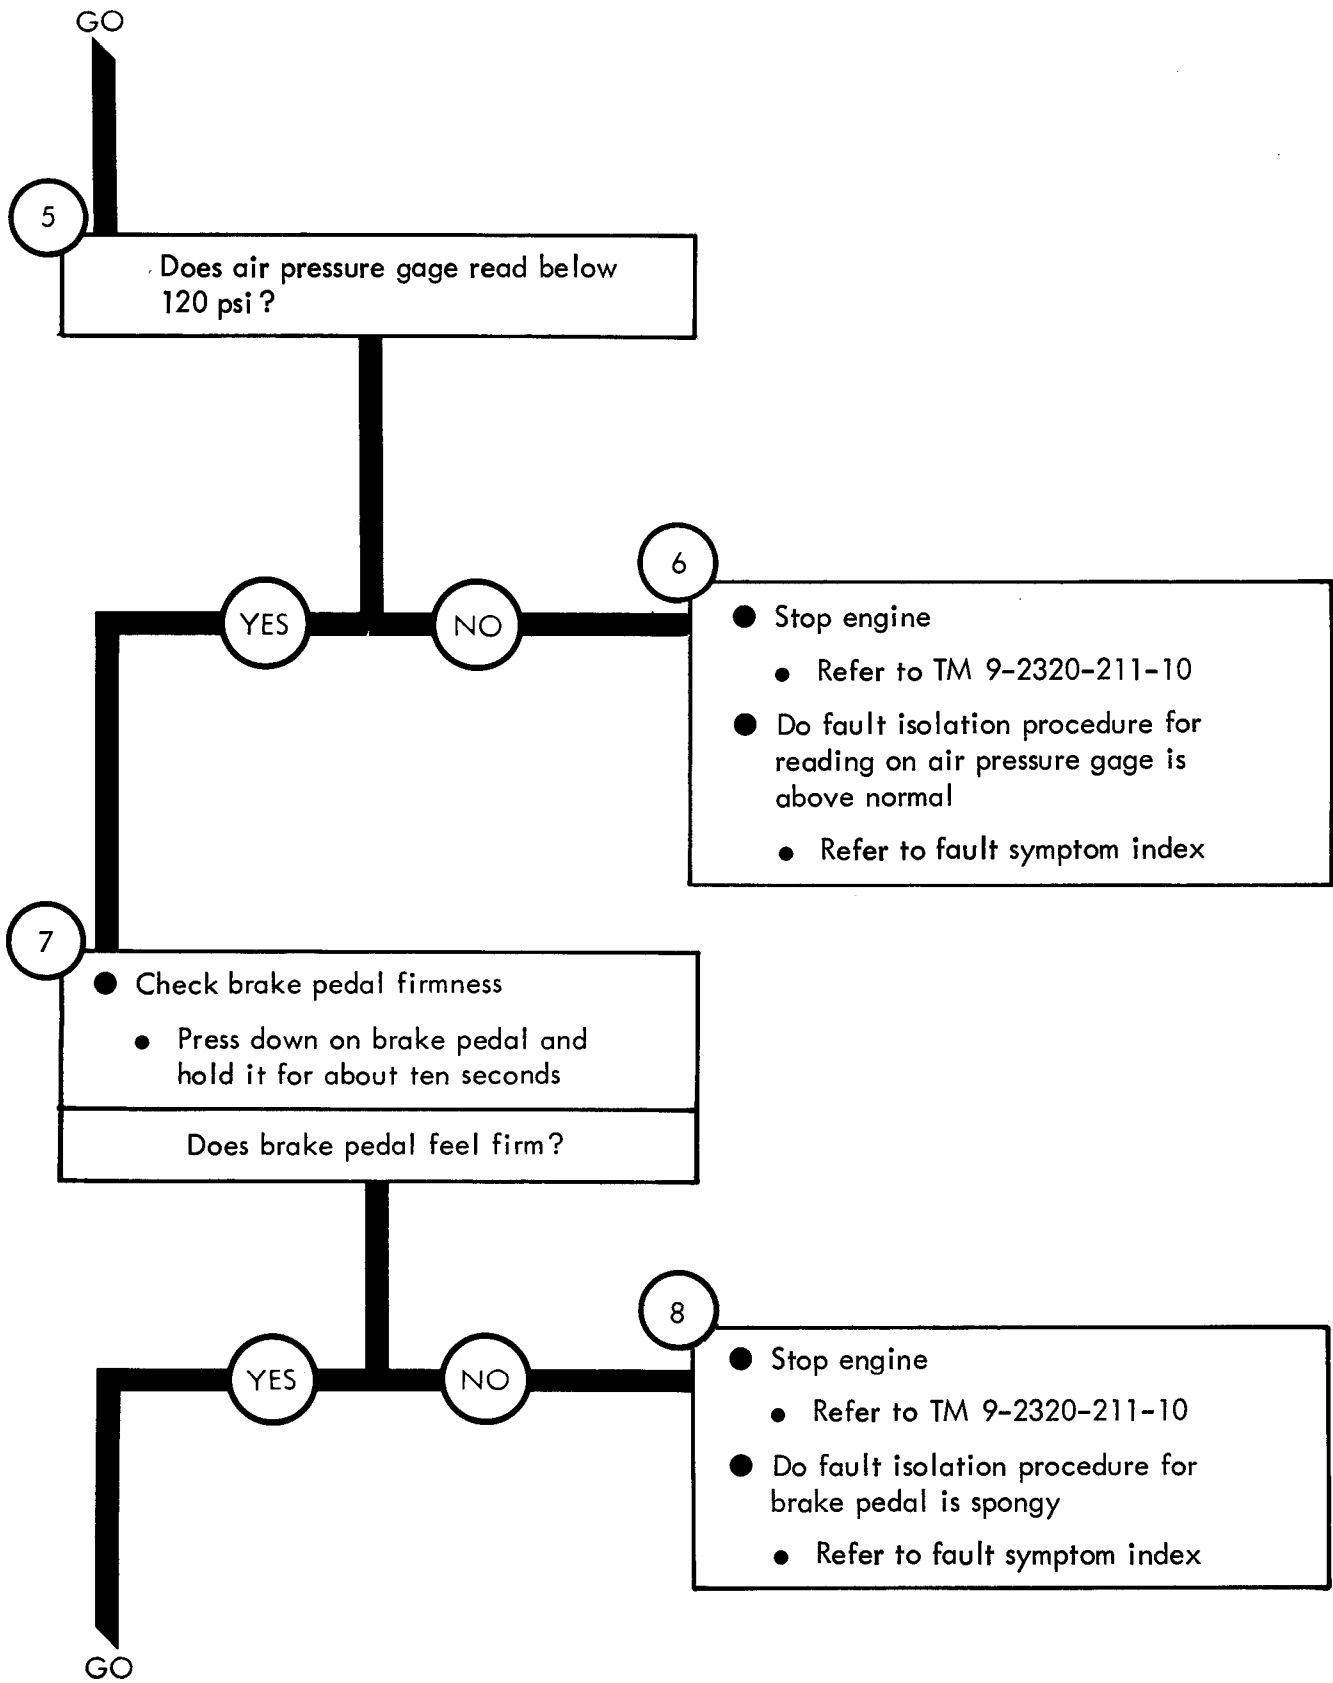 GO
5
Does air pressure gage read below
120 psi?
YES
NO
6
● Stop engine
● Refer to TM 9-2320-211-10
● Do fault isolation procedure for
reading on air pressure gage is
above normal
● Refer to fault symptom index
7
● Check brake pedal firmness
● Press down on brake pedal and
hold it for about ten seconds
Does brake pedal feel firm?
YES
NO
8
● Stop engine
● Refer to TM 9-2320-211-10
● Do fault isolation procedure for
brake pedal is spongy
● Refer to fault symptom index
GO